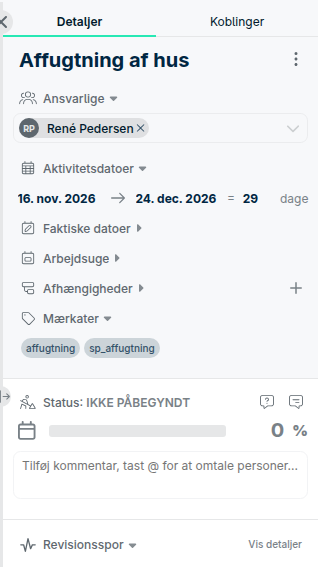 Detaljer
Koblinger
Affugtning af hus
Ansvarlige
RP René Pedersen
Aktivitetsdatoer
16. nov. 2026 → 24. dec. 2026 = 29 dage
Faktiske datoer
Arbejdsuge
Afhængigheder
Mærkater
affugtning sp_affugtning
Status: IKKE PÅBEGYNDT
0 %
Tilføj kommentar, tast @ for at omtale personer...
Revisionsspor
Vis detaljer